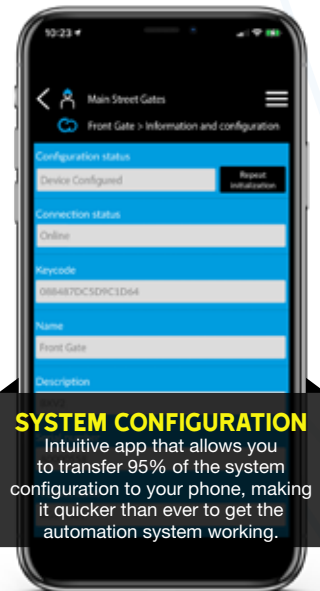 10:23
Main Street Gates
Front Gate > Information and configuration
Configuration status
Device Configured
Repeat
initialization
Connection status
Online
Keycode
088487DC5D9C1D64
Name
Front Gate
Description
SYSTEM CONFIGURATION
Intuitive app that allows you
to transfer 95% of the system
configuration to your phone, making
it quicker than ever to get the
automation system working.